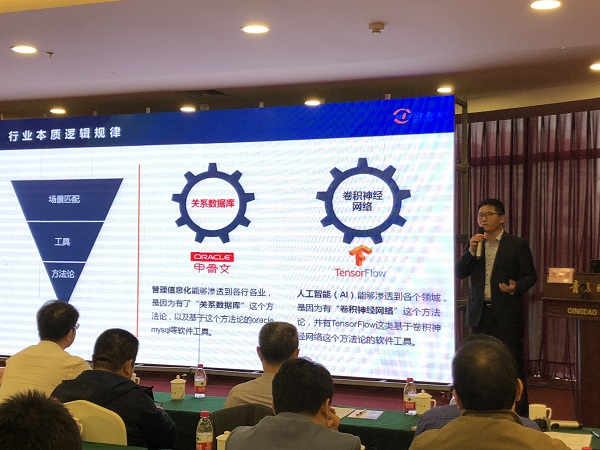 行业本质逻辑规律
场景匹配
工具
方法论
关系数据库
ORACLE
甲骨文
卷积神经
网络
TensorFlow
管理信息化能够渗透到各行各业,
是因为有了“关系数据库”这个方
法论,以及基于这个方法论的oracle
mysql等软件工具。
人工智能(AI)能够渗透到各个领域,
是因为有“卷积神经网络”这个方法
论,并有TensorFlow这类基于卷积神
经网络这个方法论的软件工具。
QINGDAO